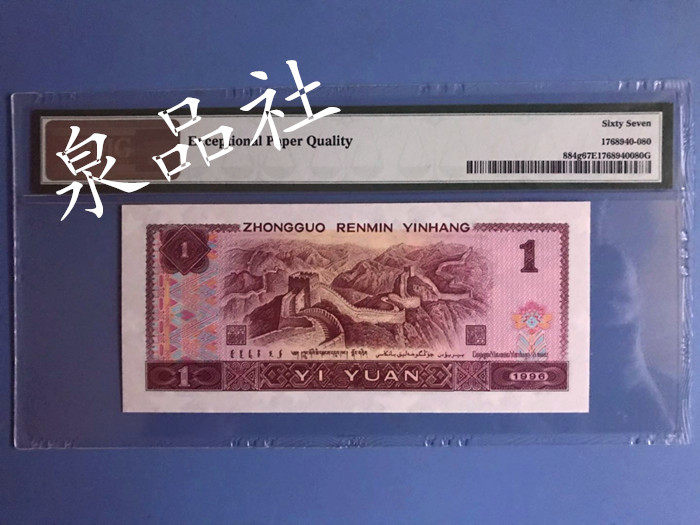 泉品社
Exceptional Paper Quality
Sixty Seven
1768940-080
884g67E1768940080G
ZHONGGUO RENMIN YINHANG
1
1
1
YI YUAN
1996